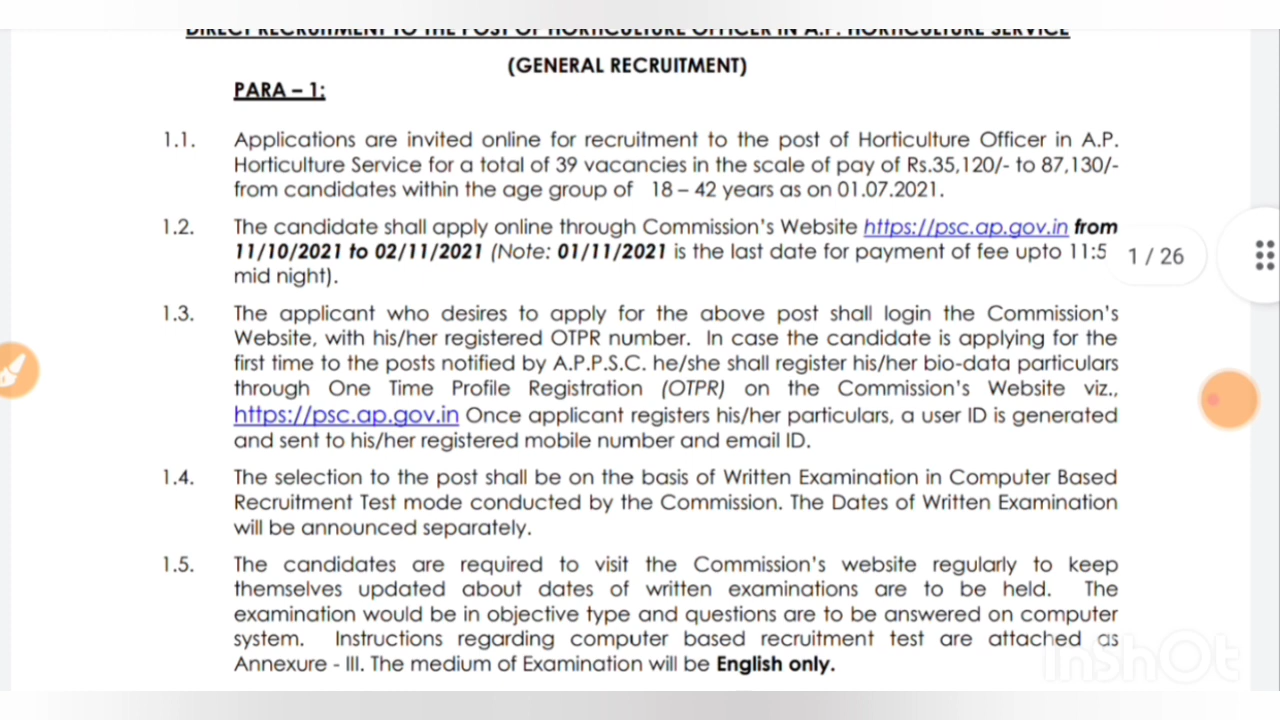 DIRECT RECRUITMENT TO THE POST OF HORTICULTURE OFFICER IN A.P. HORTICULTURE SERVICE
(GENERAL RECRUITMENT)
PARA – 1:
1.1. Applications are invited online for recruitment to the post of Horticulture Officer in A.P.
Horticulture Service for a total of 39 vacancies in the scale of pay of Rs.35,120/- to 87,130/-
from candidates within the age group of 18 – 42 years as on 01.07.2021.
1.2. The candidate shall apply online through Commission's Website https://psc.ap.gov.in from
11/10/2021 to 02/11/2021 (Note: 01/11/2021 is the last date for payment of fee upto 11:5
1 / 26
mid night).
1.3. The applicant who desires to apply for the above post shall login the Commission's
Website, with his/her registered OTPR number. In case the candidate is applying for the
first time to the posts notified by A.P.P.S.C. he/she shall register his/her bio-data particulars
through One Time Profile Registration (OTPR) on the Commission's Website viz.,
https://psc.ap.gov.in Once applicant registers his/her particulars, a user ID is generated
and sent to his/her registered mobile number and email ID.
1.4. The selection to the post shall be on the basis of Written Examination in Computer Based
Recruitment Test mode conducted by the Commission. The Dates of Written Examination
will be announced separately.
1.5. The candidates are required to visit the Commission's website regularly to keep
themselves updated about dates of written examinations are to be held. The
examination would be in objective type and questions are to be answered on computer
system. Instructions regarding computer based recruitment test are attached as
Annexure - III. The medium of Examination will be English only.
InShOt